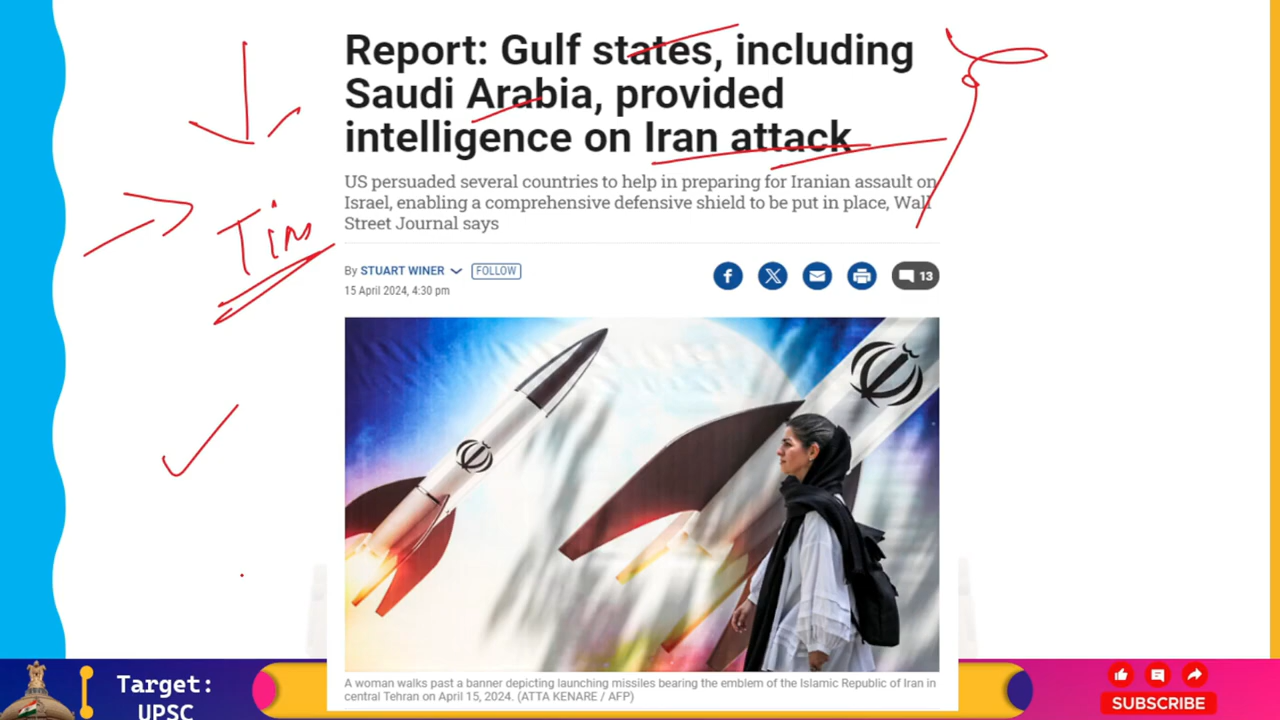 Report: Gulf states, including
Saudi Arabia, provided
intelligence on Iran attack
US persuaded several countries to help in preparing for Iranian assault on
Israel, enabling a comprehensive defensive shield to be put in place, Wall
Street Journal says
By STUART WINER FOLLOW
15 April 2024, 4:30 pm
13
A woman walks past a banner depicting launching missiles bearing the emblem of the Islamic Republic of Iran in
central Tehran on April 15, 2024. (ATTA KENARE / AFP)
Target:
UPSC
SUBSCRIBE